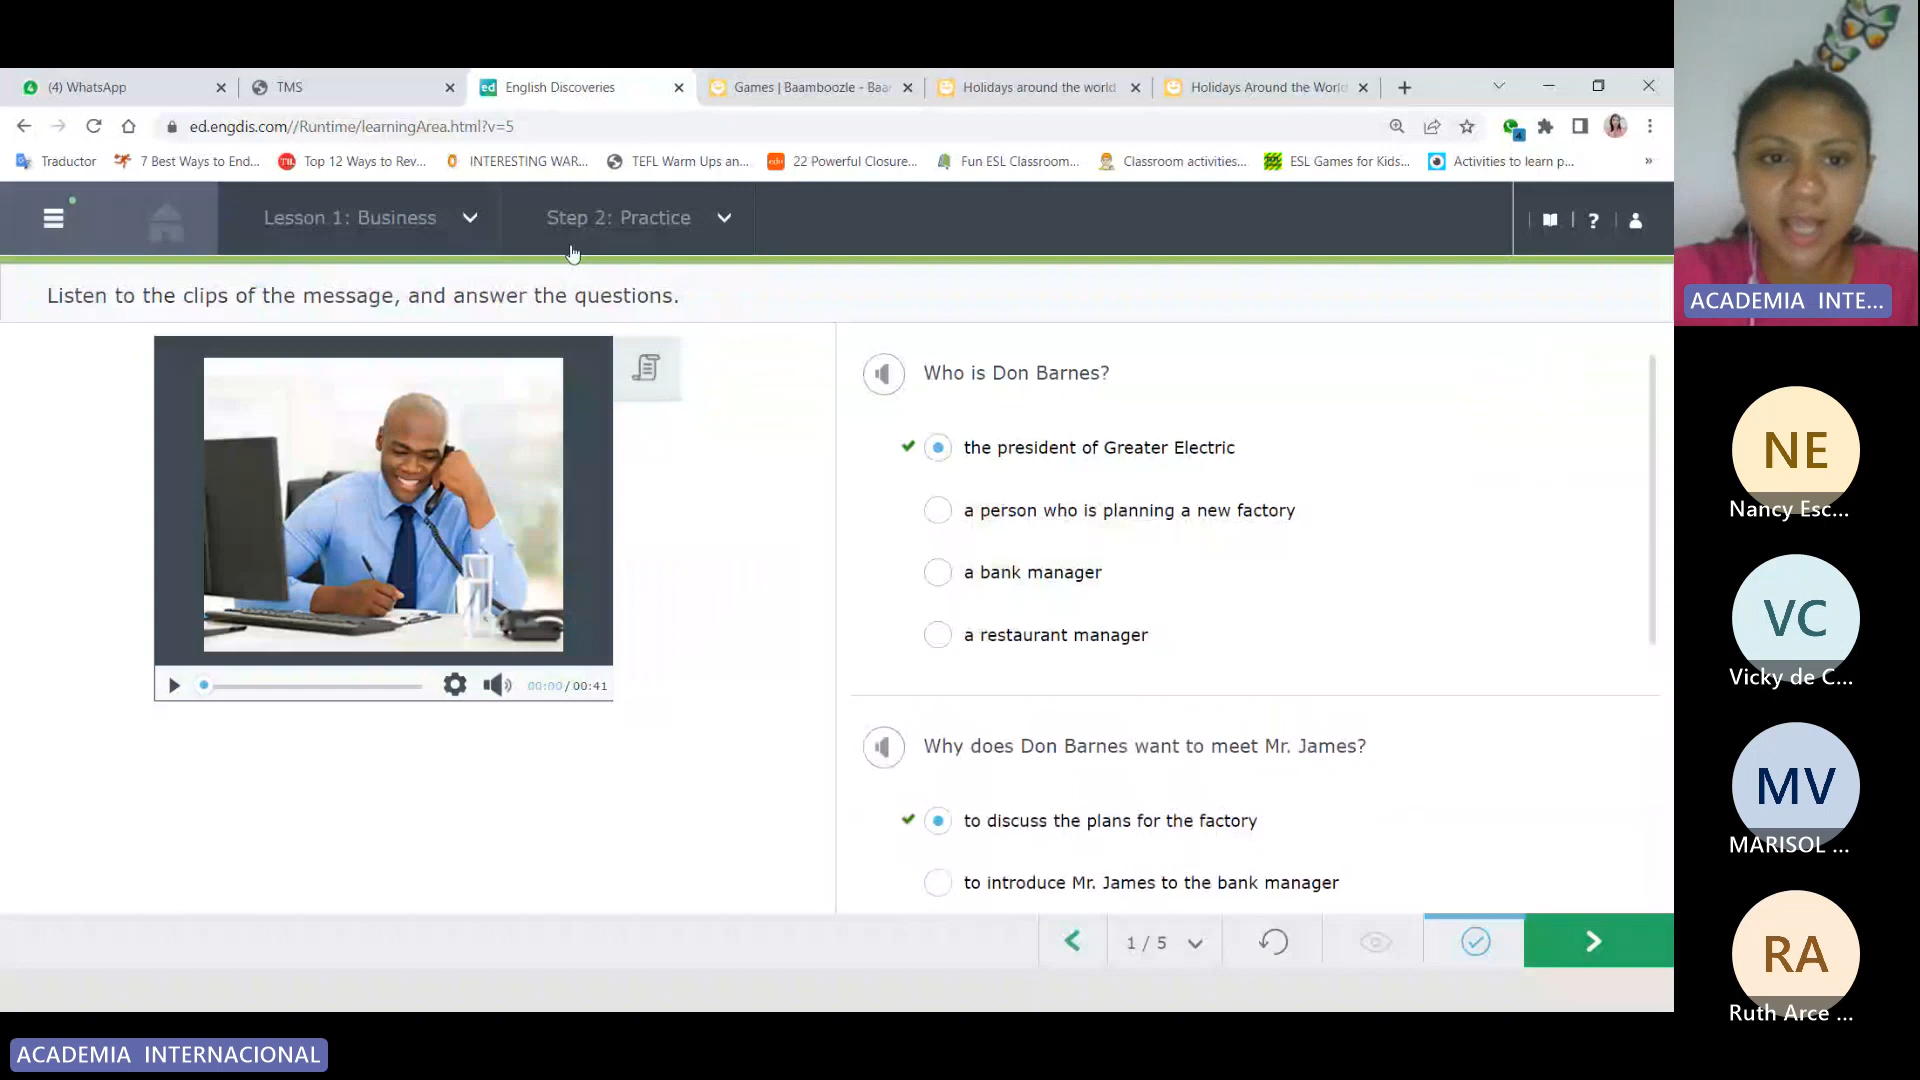 (4) WhatsApp
TMS
ed English Discoveries
Games | Baamboozle - Baa
Holidays around the world
Holidays Around the World
ed.engdis.com//Runtime/learningArea.html?v=5
4
Traductor
7 Best Ways to End...
Top 12 Ways to Rev...
INTERESTING WAR...
TEFL Warm Ups an...
22 Powerful Closure...
Fun ESL Classroom...
Classroom activities...
ESL Games for Kids...
Activities to learn p...
»
Lesson 1: Business
Step 2: Practice
?
Listen to the clips of the message, and answer the questions.
00:00/00:41
Who is Don Barnes?
the president of Greater Electric
a person who is planning a new factory
a bank manager
a restaurant manager
Why does Don Barnes want to meet Mr. James?
to discuss the plans for the factory
to introduce Mr. James to the bank manager
1 / 5
ACADEMIA INTE...
NE
Nancy Esc...
VC
Vicky de C...
MV
MARISOL ...
RA
Ruth Arce ...
ACADEMIA INTERNACIONAL